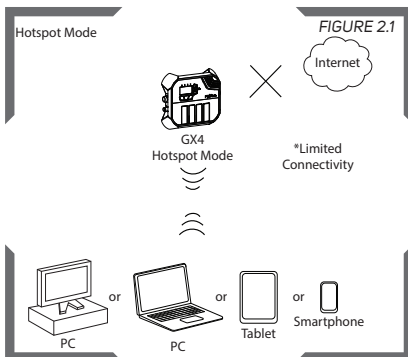 Hotspot Mode
FIGURE 2.1
Internet
GX4
Hotspot Mode
*Limited
Connectivity
or
or
or
PC
PC
Tablet
Smartphone